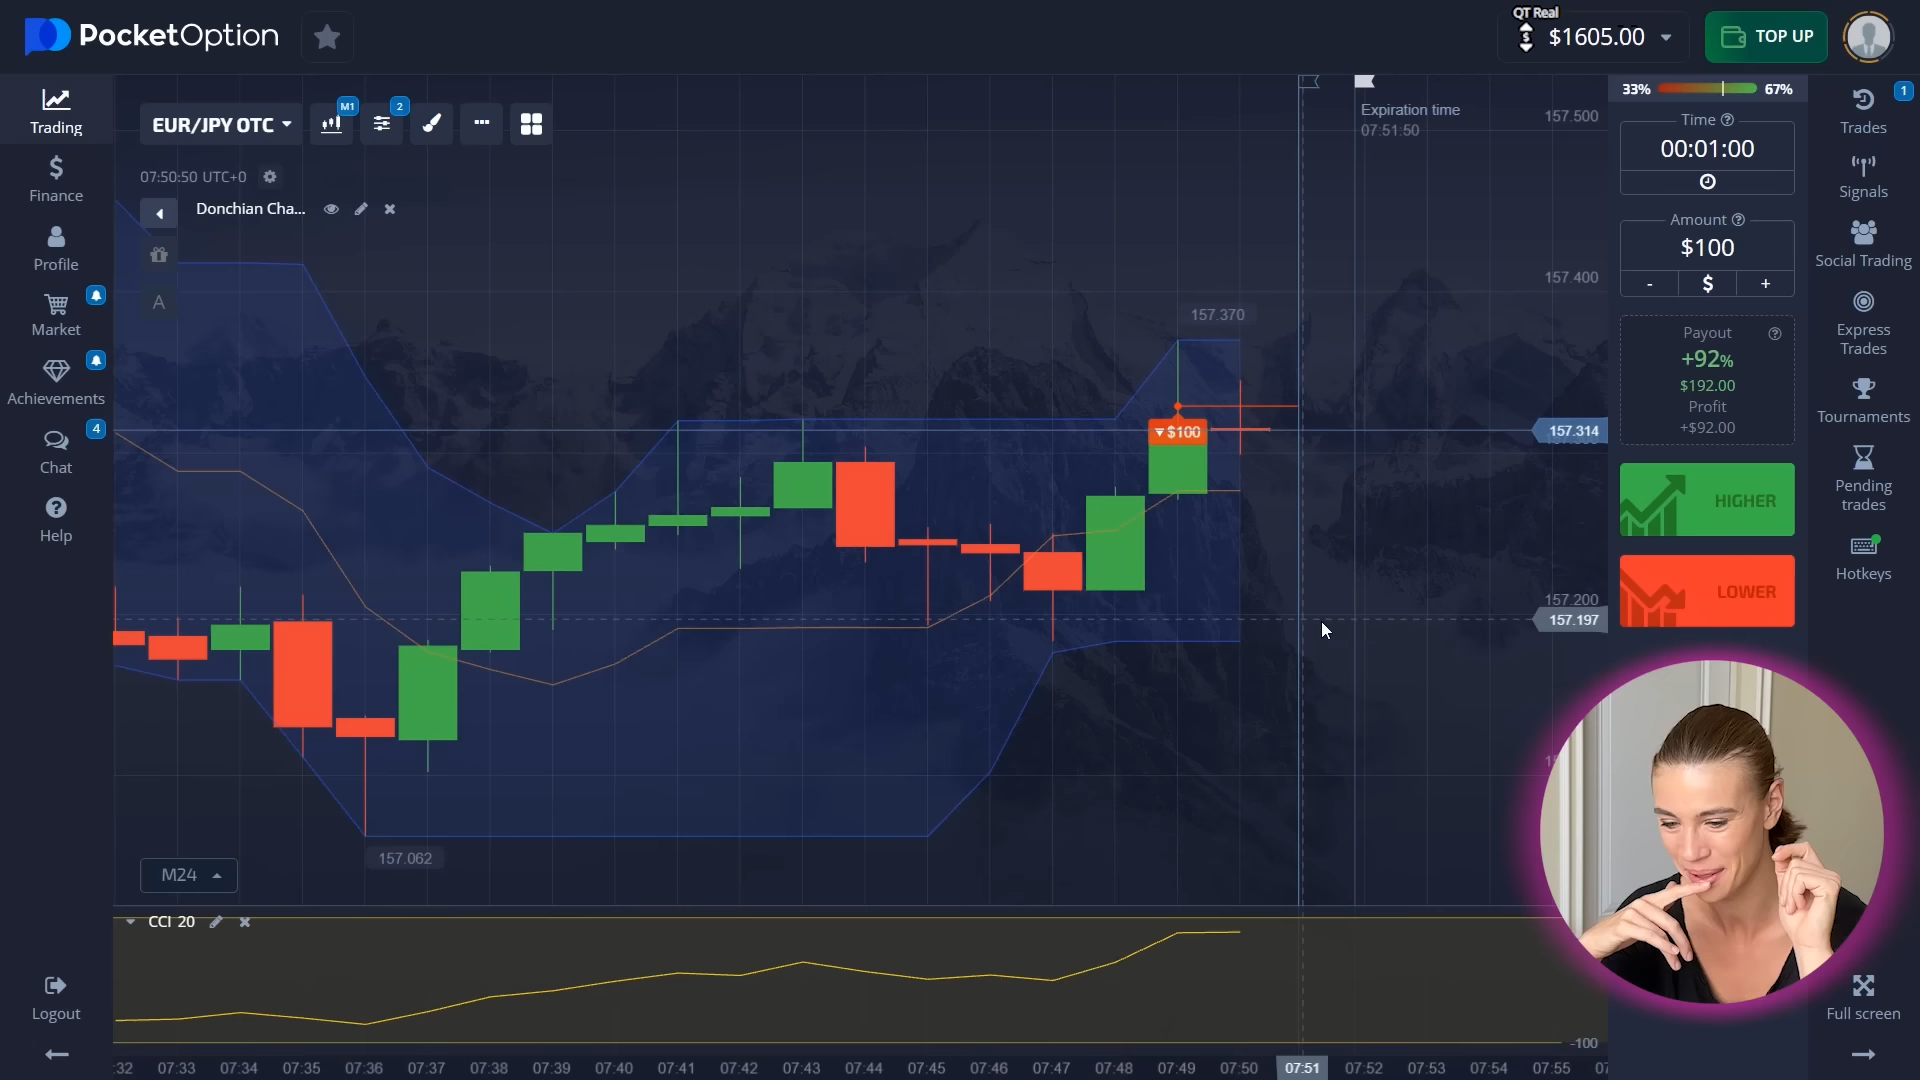 PocketOption
QT Real
$1605.00
TOP UP
Trading
Finance
Profile
Market
Achievements
4
Chat
Help
Logout
EUR/JPY OTC
M1
2
07:50:50 UTC+0
Donchian Cha...
A
Expiration time
07:51:50
157.500
157.400
157.370
157.314
$100
157.200
157.197
157.062
M24
CCI 20
-100
:32 07:33 07:34 07:35 07:36 07:37 07:38 07:39 07:40 07:41 07:42 07:43 07:44 07:45 07:46 07:47 07:48 07:49 07:50 07:51 07:52 07:53 07:54 07:55
33% 67%
Time
00:01:00
Amount
$100
- $ +
Payout
+92%
$192.00
Profit
+$92.00
HIGHER
LOWER
1
Trades
Signals
Social Trading
Express
Trades
Tournaments
Pending
trades
Hotkeys
Full screen